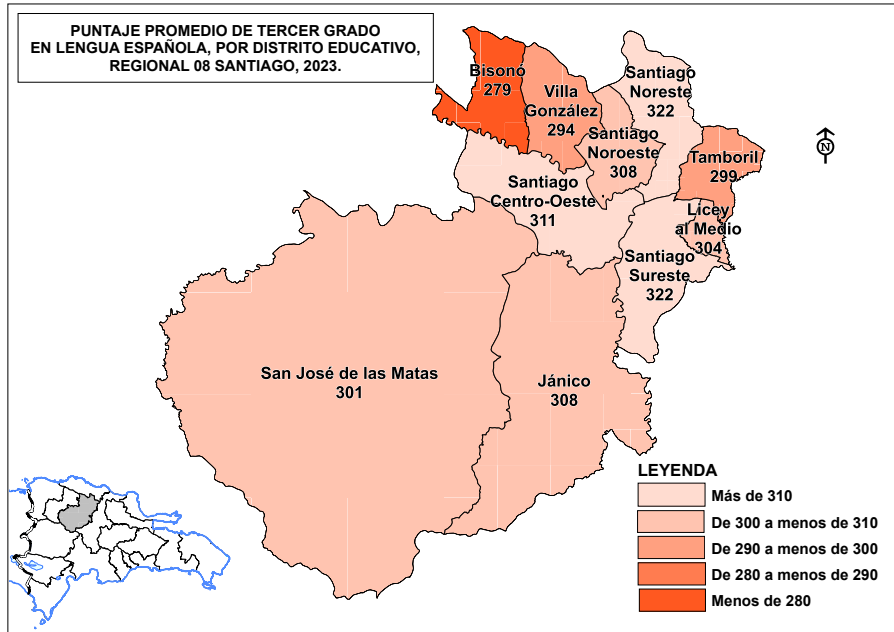 PUNTAJE PROMEDIO DE TERCER GRADO
EN LENGUA ESPAÑOLA, POR DISTRITO EDUCATIVO,
REGIONAL 08 SANTIAGO, 2023.
Bisonó
279
Villa
González
294
Santiago
Noreste
322
Santiago
Noroeste
308
Tamboril
299
N
Santiago
Centro-Oeste
311
Licey
al Medio
304
Santiago
Sureste
322
San José de las Matas
301
Jánico
308
LEYENDA
Más de 310
De 300 a menos de 310
De 290 a menos de 300
De 280 a menos de 290
Menos de 280